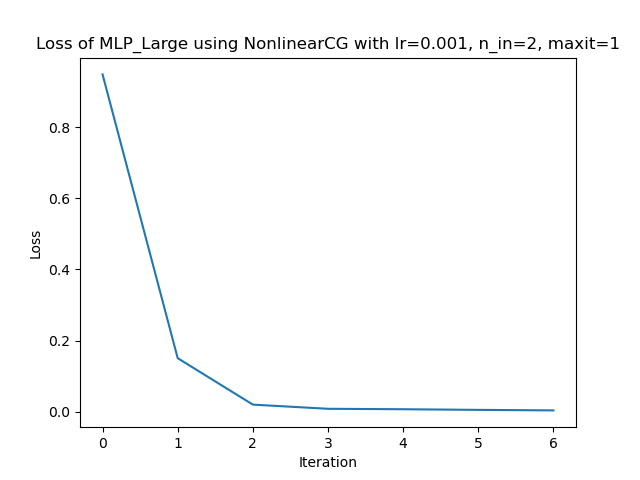 Loss of MLP_Large using NonlinearCG with lr=0.001, n_in=2, maxit=1
0.8
0.6
0.4
0.2
0.0
Loss
0 1 2 3 4 5 6
Iteration